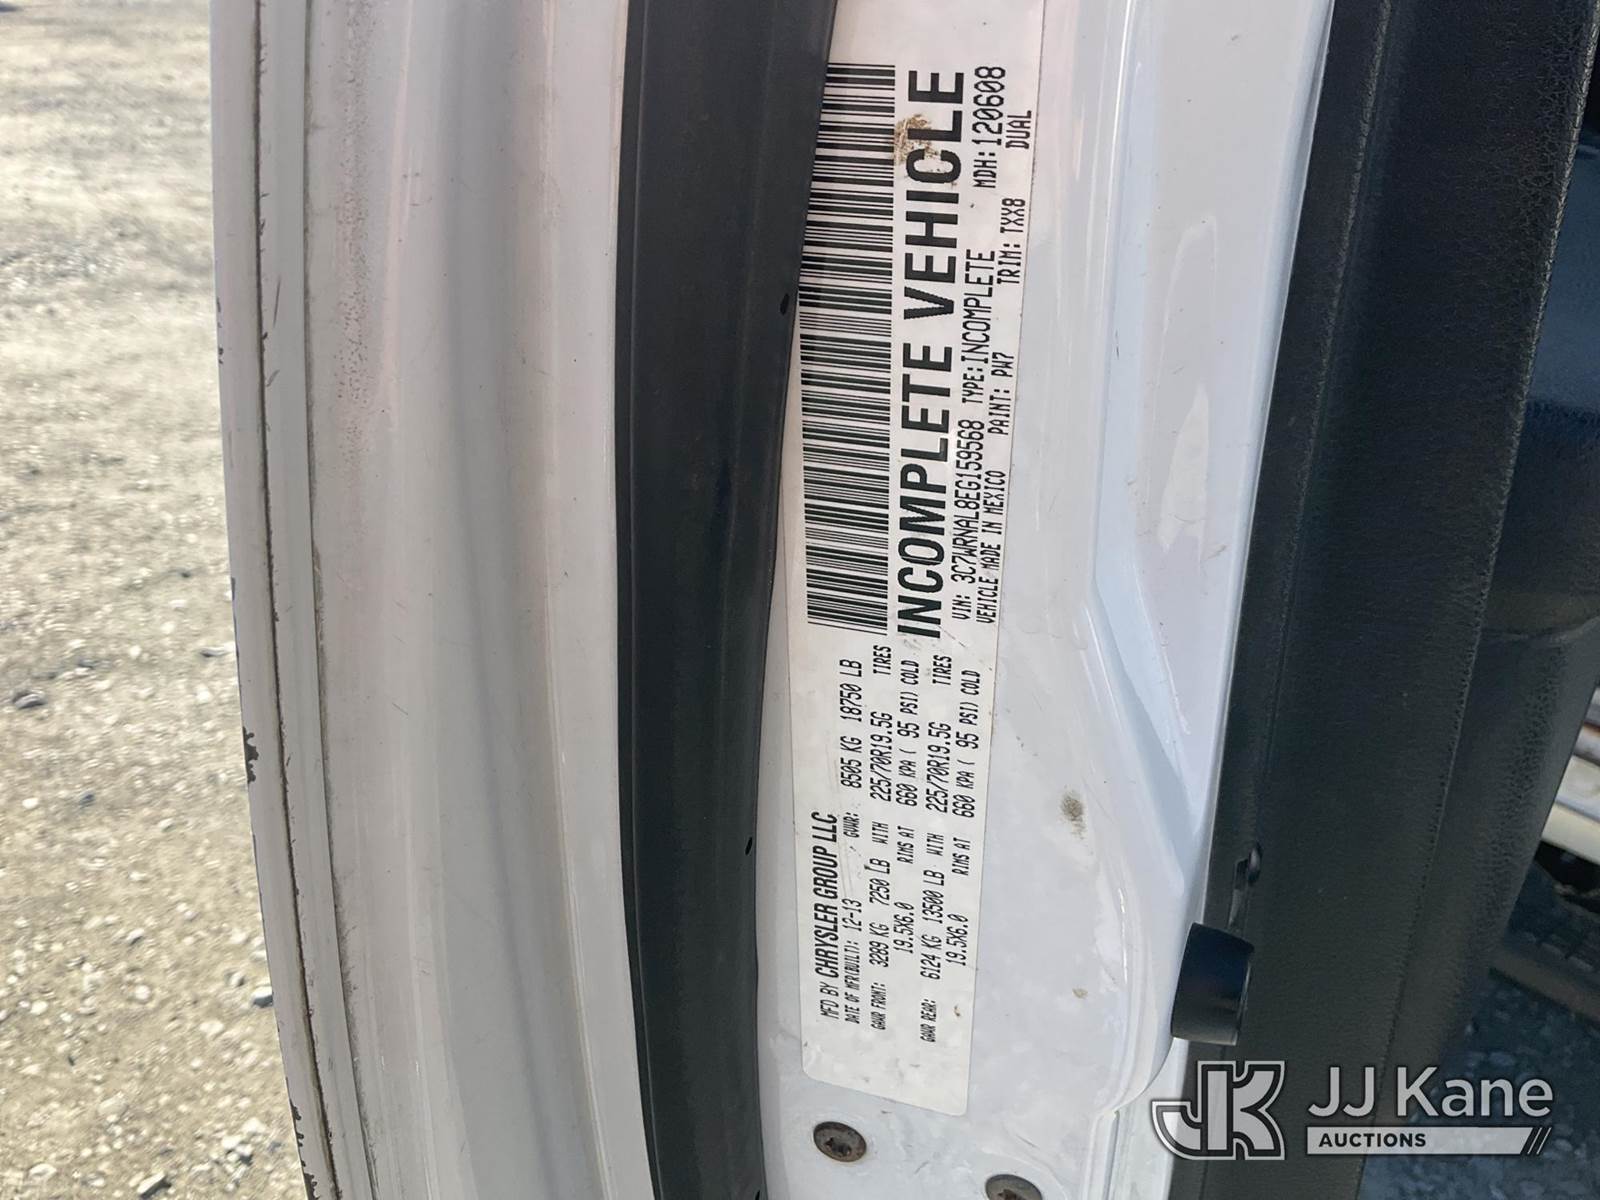 MFD BY CHRYSLER GROUP LLC
DATE OF MFR(BUILT): 12-13 GVWR: 8505 KG 18750 LB
GAWR FRONT: 3289 KG 7250 LB WITH 225/70R19.5G TIRES
19.5X6.0 RIMS AT 660 KPA ( 95 PSI) COLD
GAWR REAR: 6124 KG 13500 LB WITH 225/70R19.5G TIRES
19.5X6.0 RIMS AT 660 KPA ( 95 PSI) COLD
INCOMPLETE VEHICLE
VIN: 3C7WRNAL8EG159568 TYPE: INCOMPLETE MDH: 120608
VEHICLE MADE IN MEXICO PAINT: PW7 TRIM: TXX8 DUAL
JK JJ Kane
AUCTIONS